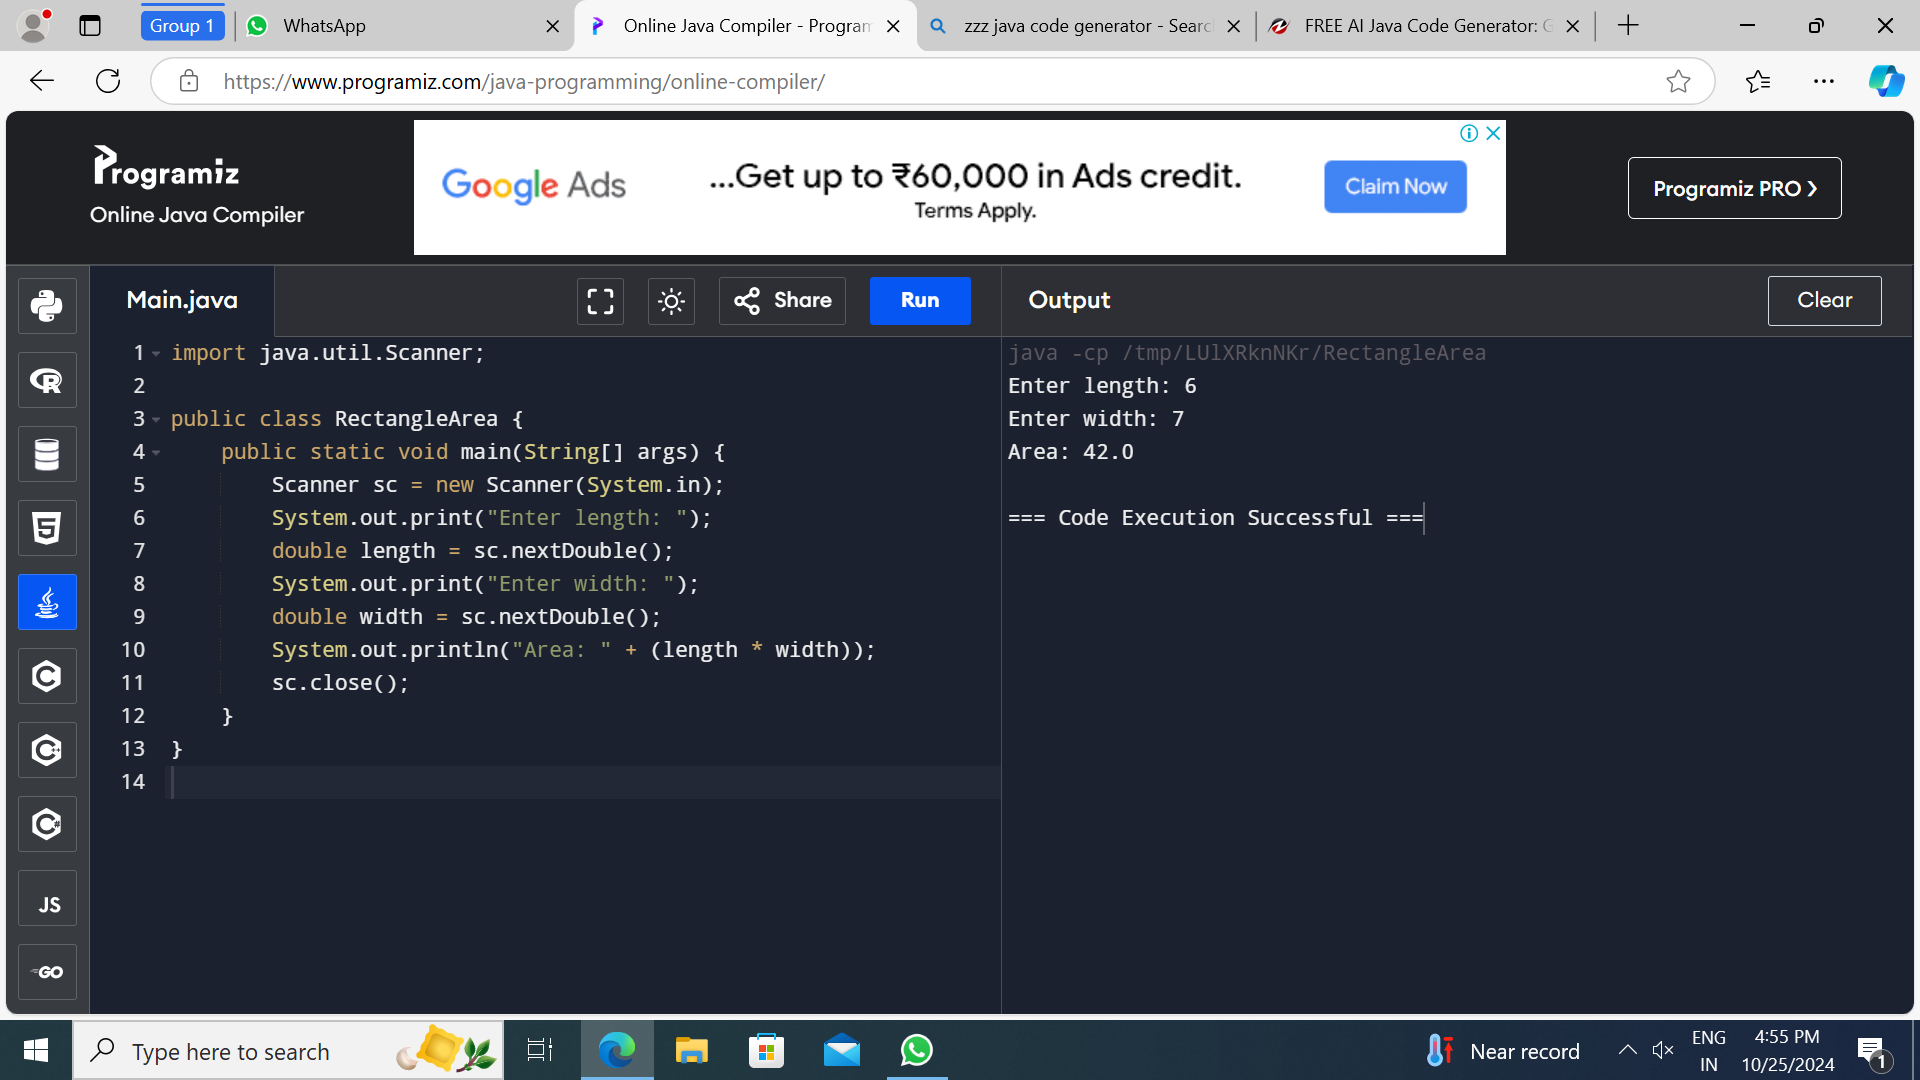 Group 1
WhatsApp
Online Java Compiler - Program
zzz java code generator - Searc
FREE AI Java Code Generator: G
https://www.programiz.com/java-programming/online-compiler/
Programiz
Online Java Compiler
Google Ads
...Get up to ₹60,000 in Ads credit.
Terms Apply.
Claim Now
Programiz PRO ❯
Main.java
Share
Run
Output
Clear
1 import java.util.Scanner;
2
3 public class RectangleArea {
4     public static void main(String[] args) {
5         Scanner sc = new Scanner(System.in);
6         System.out.print("Enter length: ");
7         double length = sc.nextDouble();
8         System.out.print("Enter width: ");
9         double width = sc.nextDouble();
10         System.out.println("Area: " + (length * width));
11         sc.close();
12     }
13 }
14
java -cp /tmp/LUlXRknNKr/RectangleArea
Enter length: 6
Enter width: 7
Area: 42.0
=== Code Execution Successful ===
R
5
C
C++
C#
JS
GO
Type here to search
Near record
ENG
IN
4:55 PM
10/25/2024
1